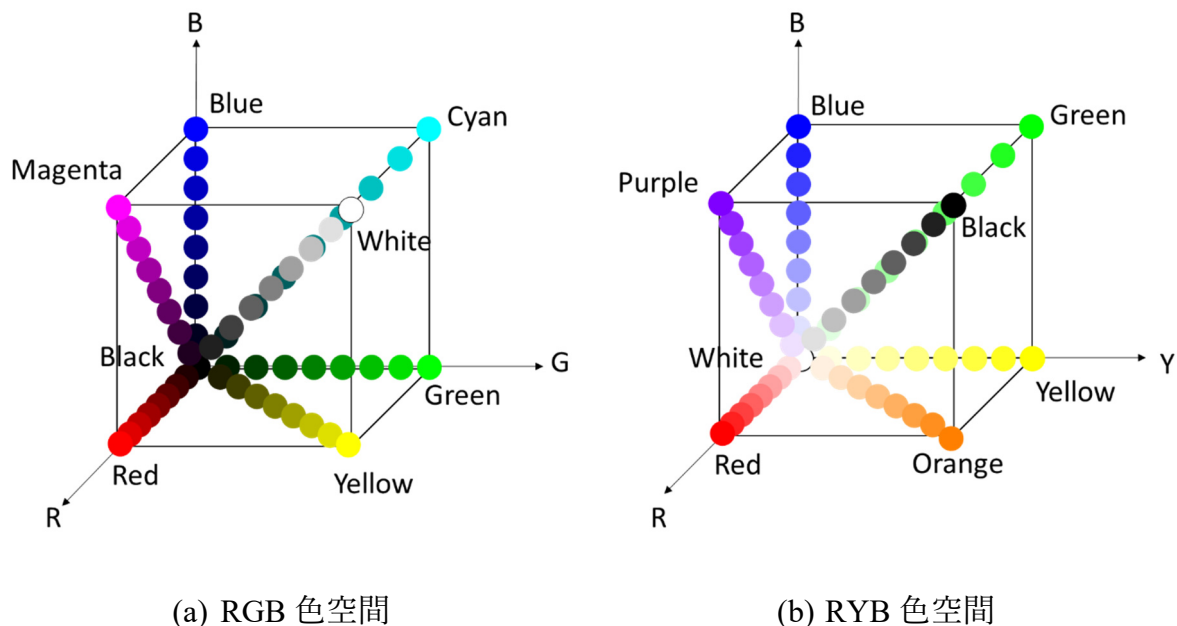 B
Blue
Cyan
Magenta
White
Black
G
Green
Red
Yellow
R
(a) RGB 色空間
B
Blue
Green
Purple
Black
White
Y
Yellow
Red
Orange
R
(b) RYB 色空間